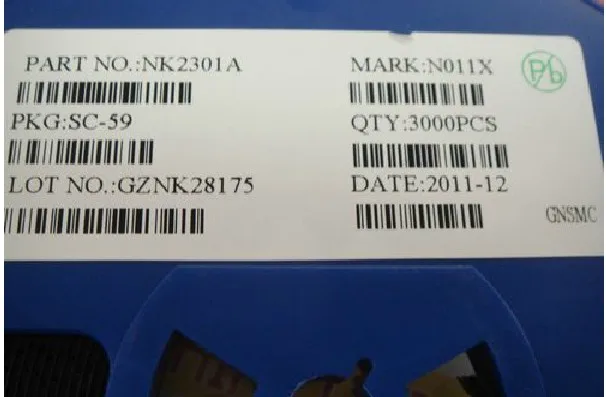 PART NO.:NK2301A
MARK:N011X
Pb
PKG:SC-59
QTY:3000PCS
LOT NO.:GZNK28175
DATE:2011-12
GNSMC